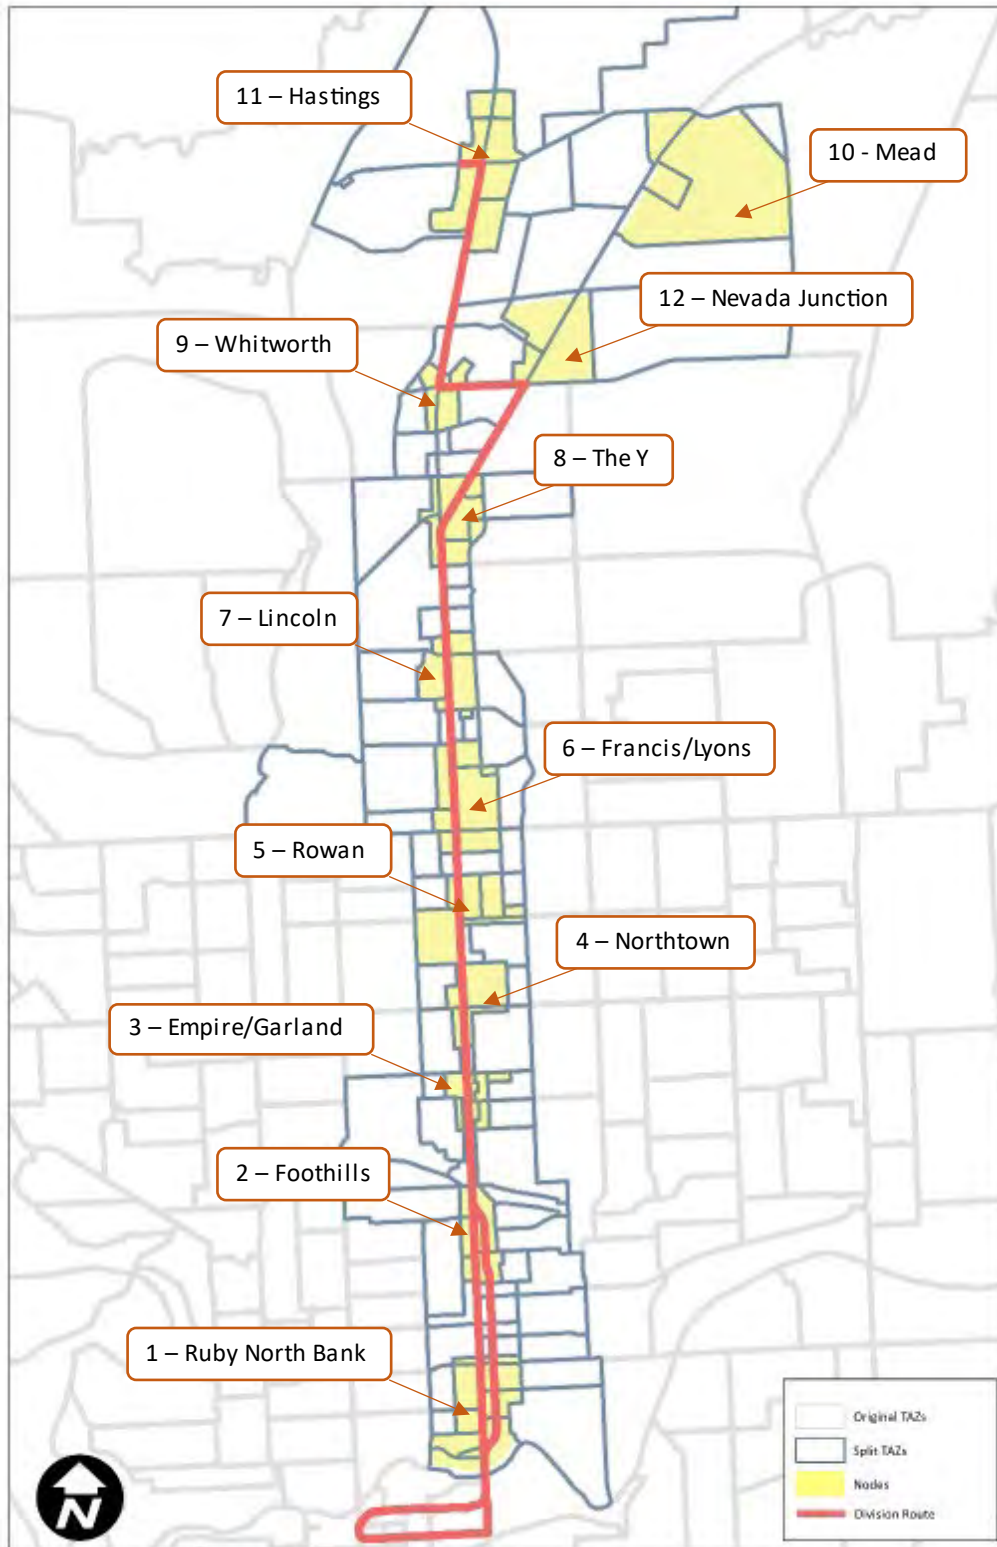 11 – Hastings
10 - Mead
12 – Nevada Junction
9 – Whitworth
8 – The Y
7 – Lincoln
6 – Francis/Lyons
5 – Rowan
4 – Northtown
3 – Empire/Garland
2 – Foothills
1 – Ruby North Bank
Original TAZs
Split TAZs
Nodes
Division Route
N